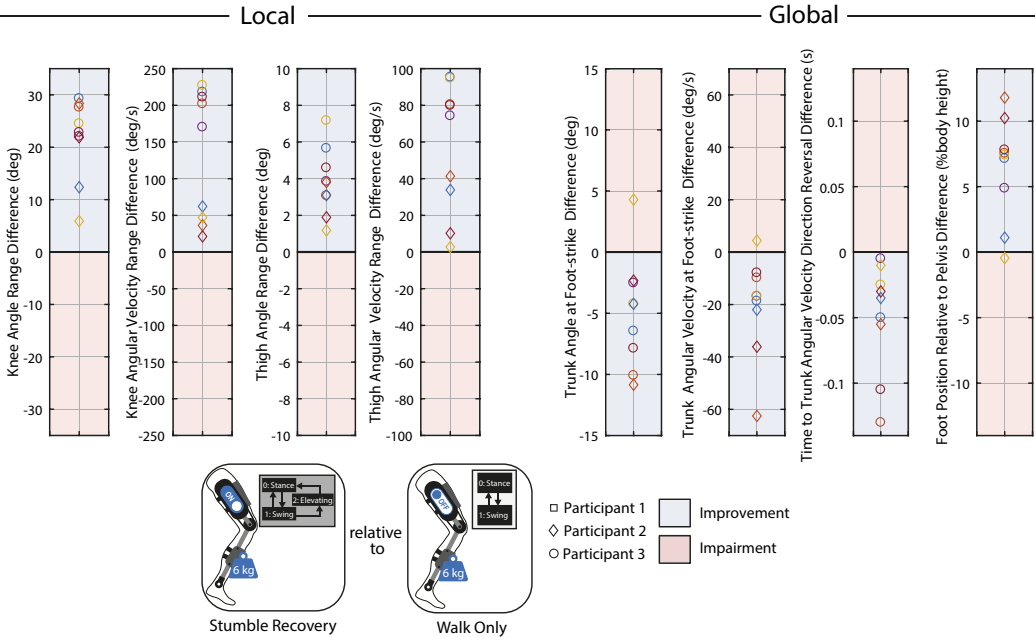 Local
Global
Knee Angle Range Difference (deg)
30
20
10
0
-10
-20
-30
Knee Angular Velocity Range Difference (deg/s)
250
200
150
100
50
0
-50
-100
-150
-200
-250
Thigh Angle Range Difference (deg)
10
8
6
4
2
0
2
4
6
8
-10
Thigh Angular Velocity Range Difference (deg/s)
100
80
60
40
20
0
-20
-40
-60
-80
-100
Trunk Angle at Foot-strike Difference (deg)
15
10
5
0
-5
-10
-15
Trunk Angular Velocity at Foot-strike Difference (deg/s)
60
40
20
0
-20
-40
-60
Time to Trunk Angular Velocity Direction Reversal Difference (s)
0.1
0.05
0
-0.05
-0.1
Foot Position Relative to Pelvis Difference (%body height)
10
5
0
-5
-10
ON
0: Stance
2: Elevating
1: Swing
6 kg
Stumble Recovery
relative
to
OFF
0: Stance
1: Swing
6 kg
Walk Only
Participant 1
Participant 2
Participant 3
Improvement
Impairment